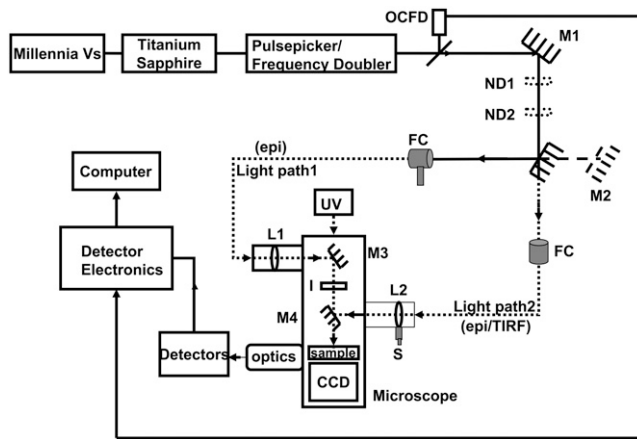 OCFD
M1
Millennia Vs
Titanium
Sapphire
Pulsepicker/
Frequency Doubler
ND1
ND2
(epi)
FC
Light path1
M2
Computer
UV
L1
M3
FC
Detector
Electronics
I
L2
M4
Light path2
(epi/TIRF)
S
Detectors
optics
sample
CCD
Microscope